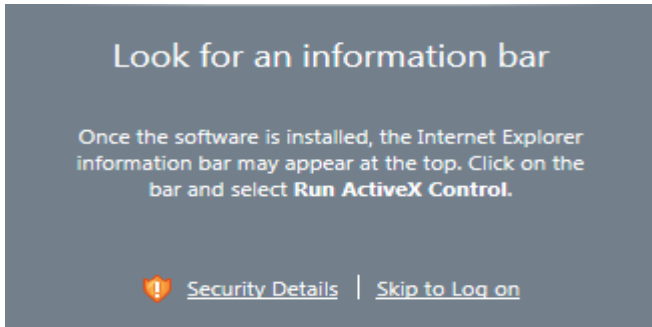 Look for an information bar
Once the software is installed, the Internet Explorer
information bar may appear at the top. Click on the
bar and select Run ActiveX Control.
Security Details | Skip to Log on